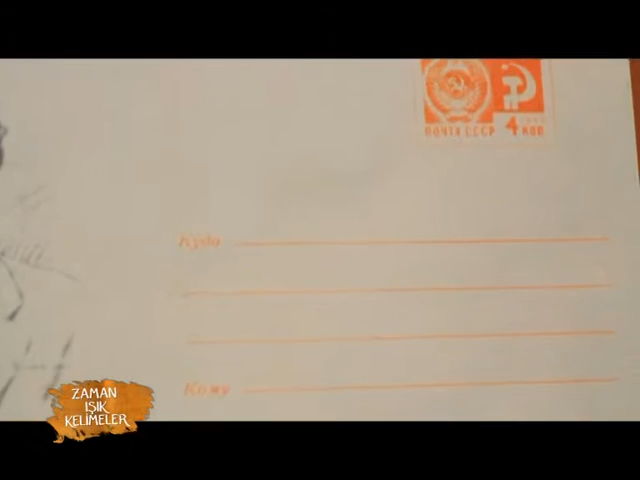 ПОЧТА СССР 4 КОП
Куда
Кому
ZAMAN
IŞIK
KELİMELER